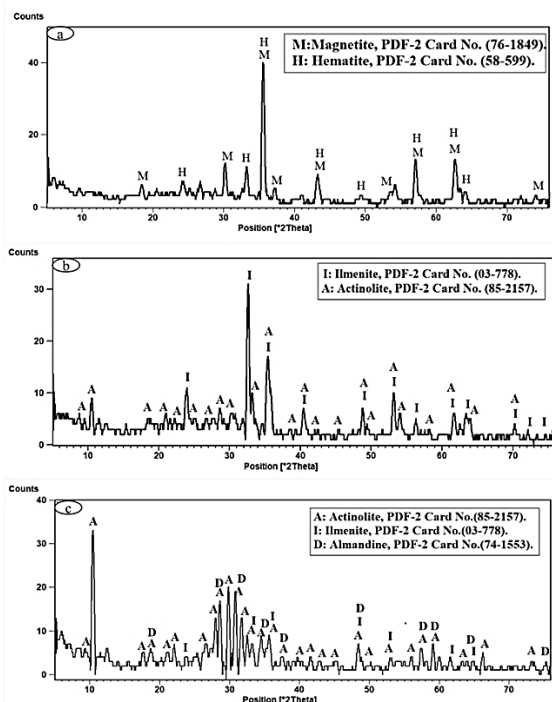 Counts
a
M:Magnetite, PDF-2 Card No. (76-1849).
H: Hematite, PDF-2 Card No. (58-599).
H
M
M H M H M H M H M H M H M H M
40
20
0
10 20 30 40 50 60 70
Position [°2Theta]
Counts
b
I: Ilmenite, PDF-2 Card No. (03-778).
A: Actinolite, PDF-2 Card No. (85-2157).
30
20
10
0
10 20 30 40 50 60 70
Position [°2Theta]
Counts
c
A: Actinolite, PDF-2 Card No.(85-2157).
I: Ilmenite, PDF-2 Card No.(03-778).
D: Almandine, PDF-2 Card No.(74-1553).
40
30
20
10
0
10 20 30 40 50 60 70
Position [°2Theta]